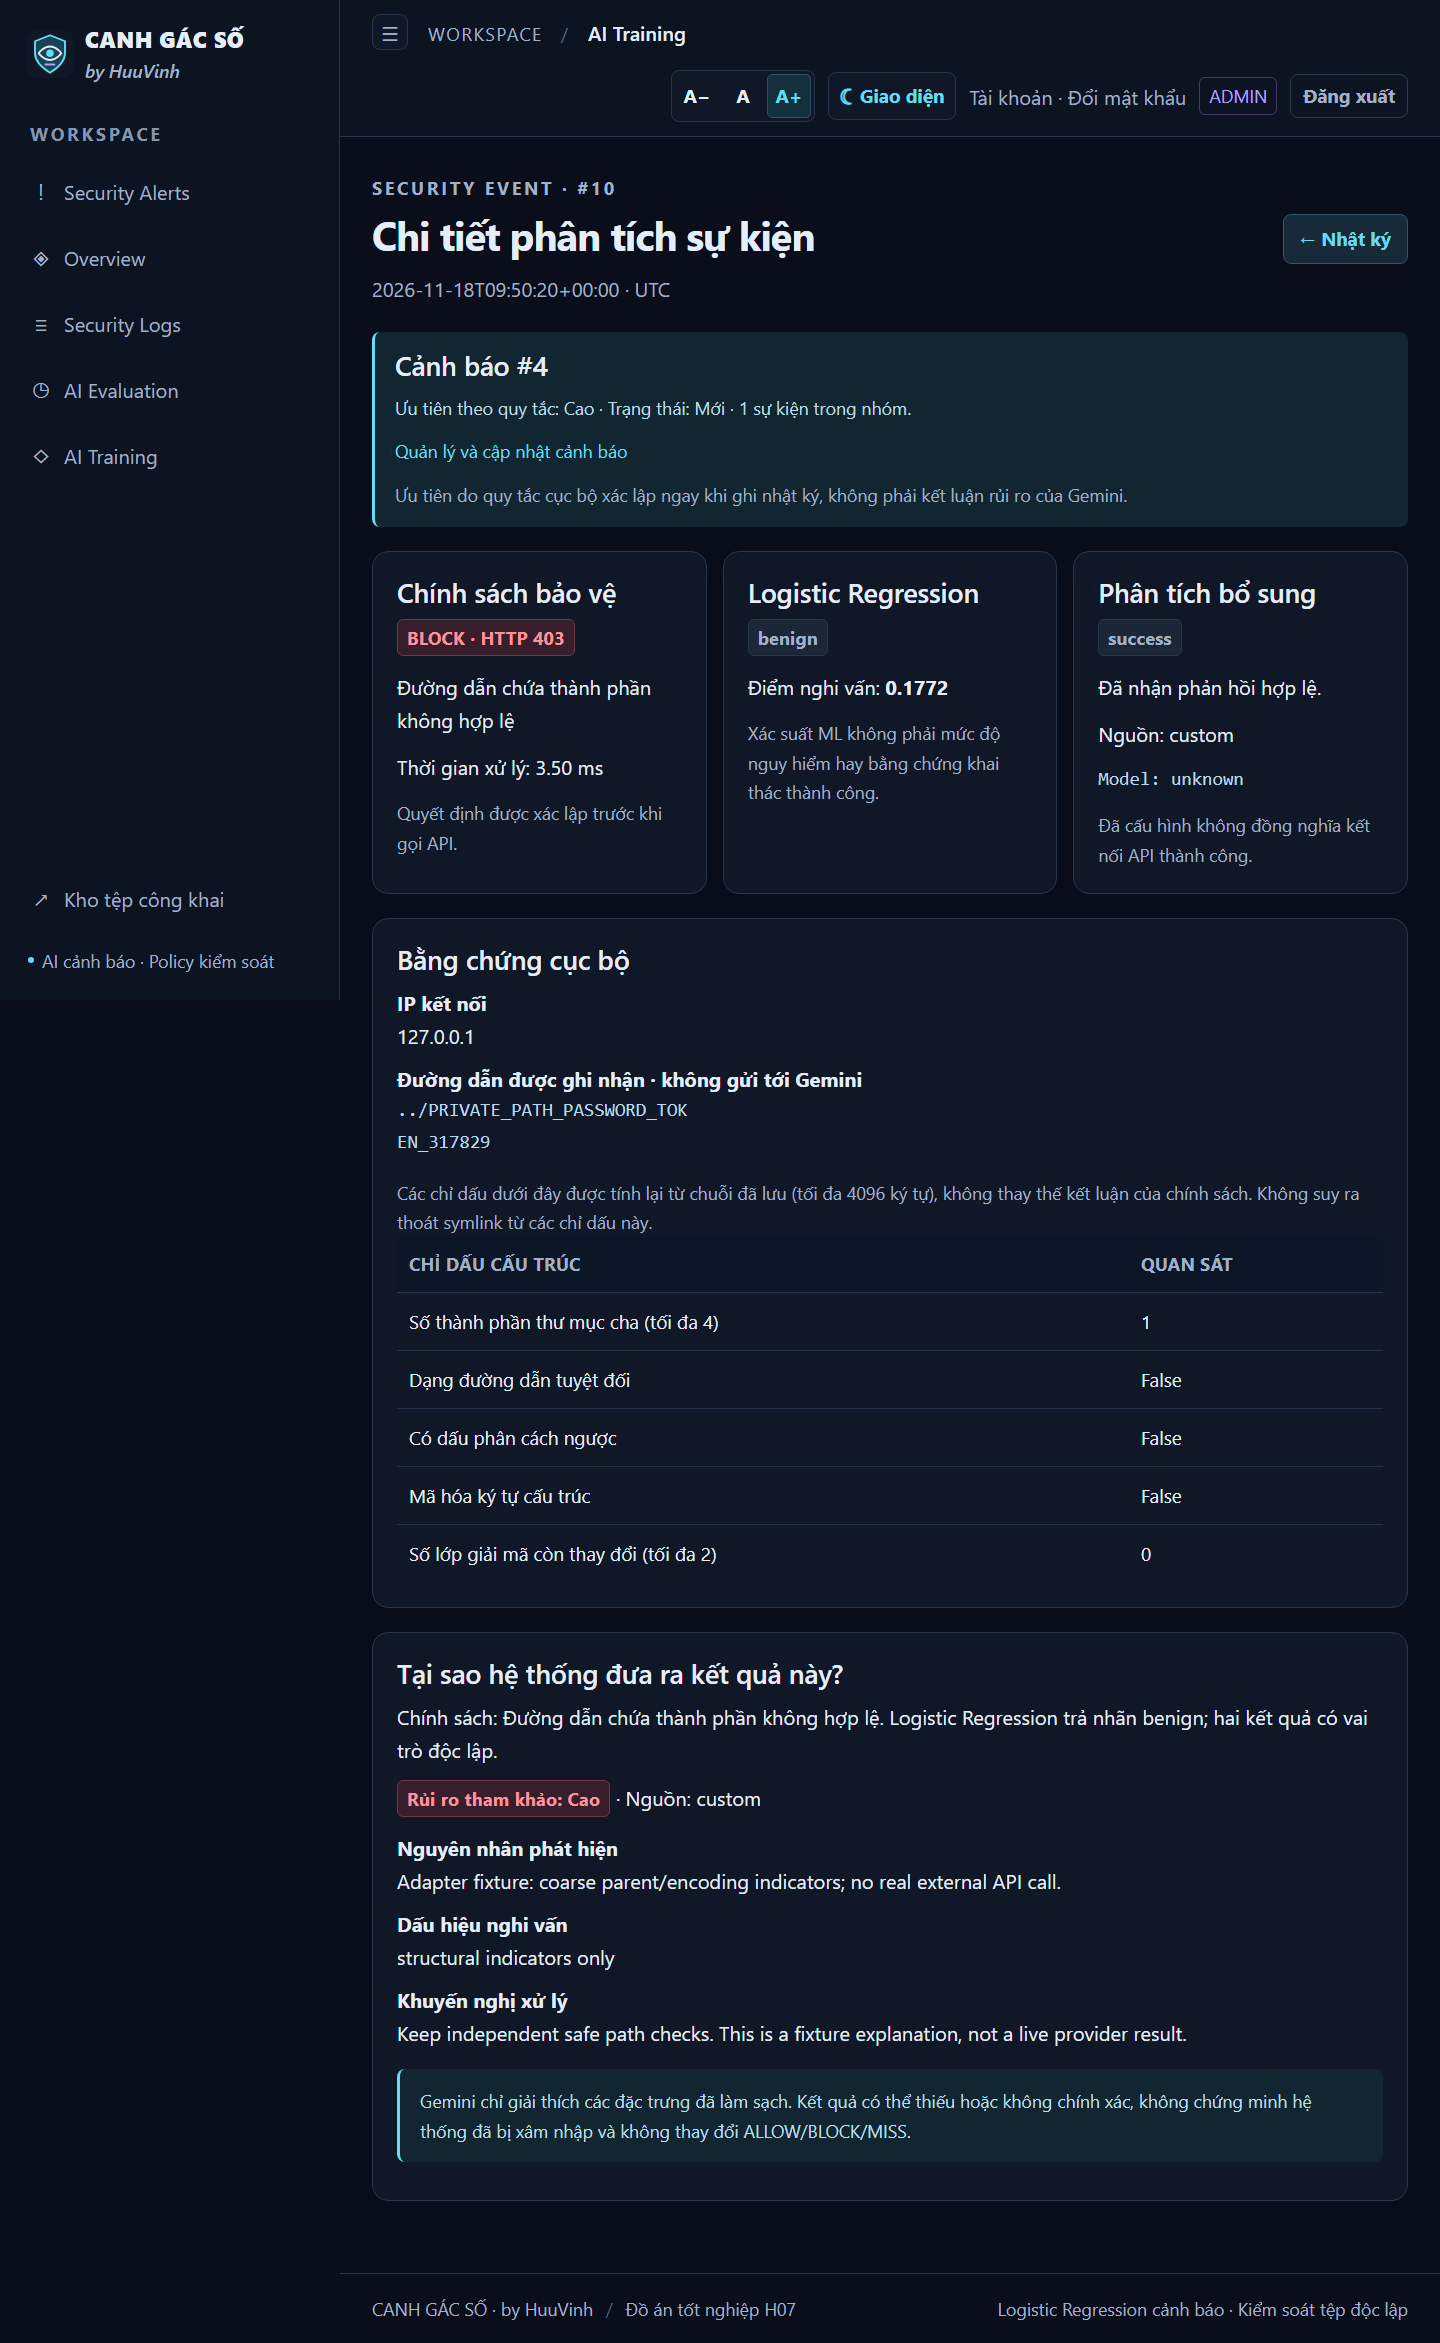 CANH GÁC SỐ
by HuuVinh
WORKSPACE
! Security Alerts
Overview
Security Logs
AI Evaluation
AI Training
Kho tệp công khai
AI cảnh báo · Policy kiểm soát
WORKSPACE / AI Training
A− A A+ Giao diện Tài khoản · Đổi mật khẩu ADMIN Đăng xuất
SECURITY EVENT · #10
Chi tiết phân tích sự kiện
← Nhật ký
2026-11-18T09:50:20+00:00 · UTC
Cảnh báo #4
Ưu tiên theo quy tắc: Cao · Trạng thái: Mới · 1 sự kiện trong nhóm.
Quản lý và cập nhật cảnh báo
Ưu tiên do quy tắc cục bộ xác lập ngay khi ghi nhật ký, không phải kết luận rủi ro của Gemini.
Chính sách bảo vệ
BLOCK · HTTP 403
Đường dẫn chứa thành phần
không hợp lệ
Thời gian xử lý: 3.50 ms
Quyết định được xác lập trước khi
gọi API.
Logistic Regression
benign
Điểm nghi vấn: 0.1772
Xác suất ML không phải mức độ
nguy hiểm hay bằng chứng khai
thác thành công.
Phân tích bổ sung
success
Đã nhận phản hồi hợp lệ.
Nguồn: custom
Model: unknown
Đã cấu hình không đồng nghĩa kết
nối API thành công.
Bằng chứng cục bộ
IP kết nối
127.0.0.1
Đường dẫn được ghi nhận · không gửi tới Gemini
../PRIVATE_PATH_PASSWORD_TOK
EN_317829
Các chỉ dấu dưới đây được tính lại từ chuỗi đã lưu (tối đa 4096 ký tự), không thay thế kết luận của chính sách. Không suy ra
thoát symlink từ các chỉ dấu này.
CHỈ DẤU CẤU TRÚC QUAN SÁT
Số thành phần thư mục cha (tối đa 4) 1
Dạng đường dẫn tuyệt đối False
Có dấu phân cách ngược False
Mã hóa ký tự cấu trúc False
Số lớp giải mã còn thay đổi (tối đa 2) 0
Tại sao hệ thống đưa ra kết quả này?
Chính sách: Đường dẫn chứa thành phần không hợp lệ. Logistic Regression trả nhãn benign; hai kết quả có vai
trò độc lập.
Rủi ro tham khảo: Cao · Nguồn: custom
Nguyên nhân phát hiện
Adapter fixture: coarse parent/encoding indicators; no real external API call.
Dấu hiệu nghi vấn
structural indicators only
Khuyến nghị xử lý
Keep independent safe path checks. This is a fixture explanation, not a live provider result.
Gemini chỉ giải thích các đặc trưng đã làm sạch. Kết quả có thể thiếu hoặc không chính xác, không chứng minh hệ
thống đã bị xâm nhập và không thay đổi ALLOW/BLOCK/MISS.
CANH GÁC SỐ · by HuuVinh / Đồ án tốt nghiệp H07
Logistic Regression cảnh báo · Kiểm soát tệp độc lập